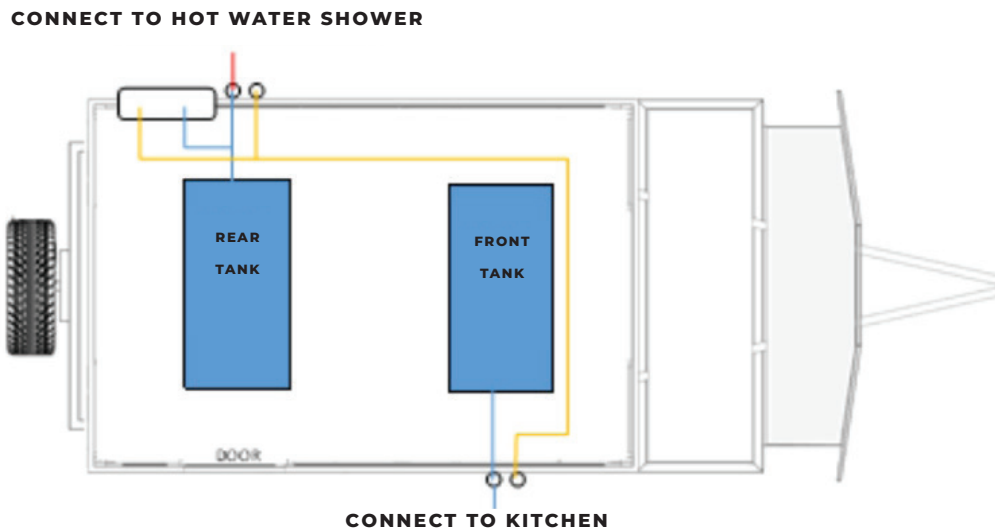 CONNECT TO HOT WATER SHOWER
REAR
TANK
FRONT
TANK
DOOR
CONNECT TO KITCHEN